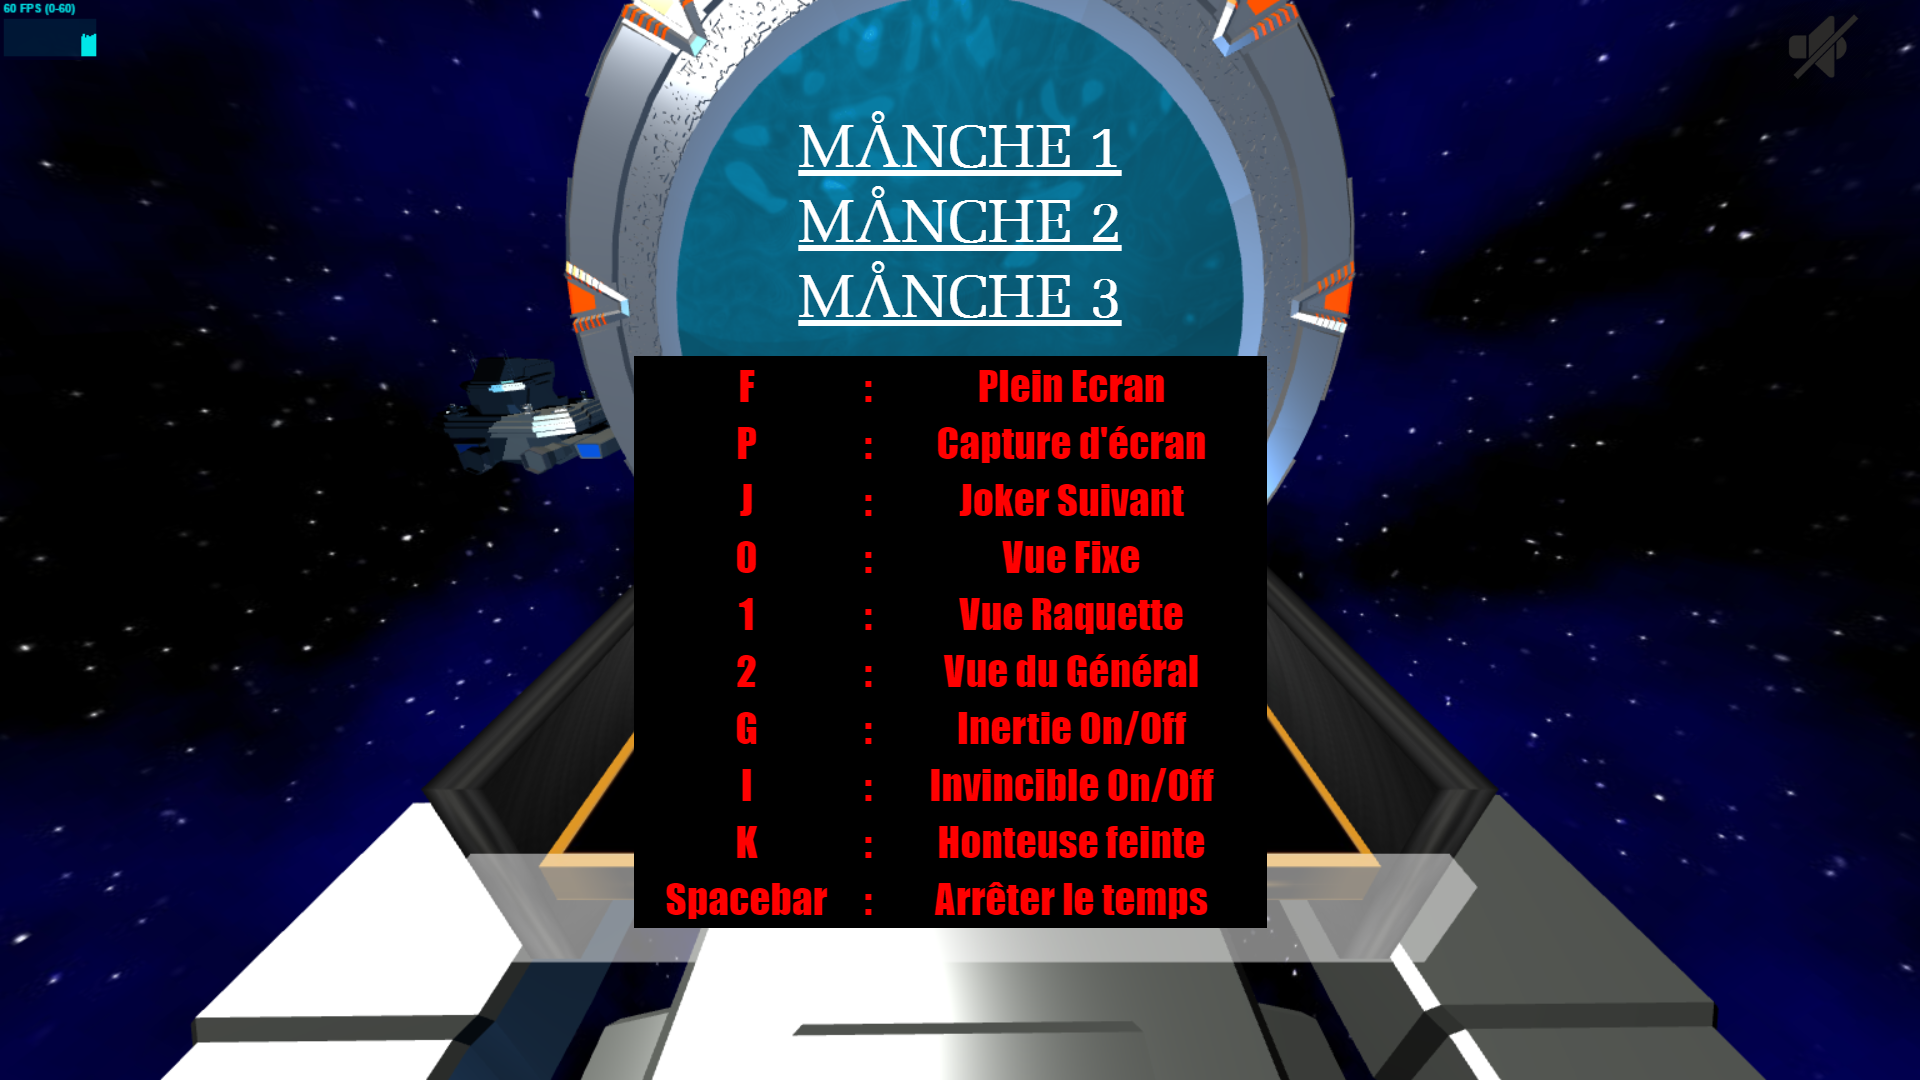 60 FPS (0-60)
MÅNCHE 1
MÅNCHE 2
MÅNCHE 3
F : Plein Ecran
P : Capture d'écran
J : Joker Suivant
0 : Vue Fixe
1 : Vue Raquette
2 : Vue du Général
G : Inertie On/Off
I : Invincible On/Off
K : Honteuse feinte
Spacebar : Arrêter le temps